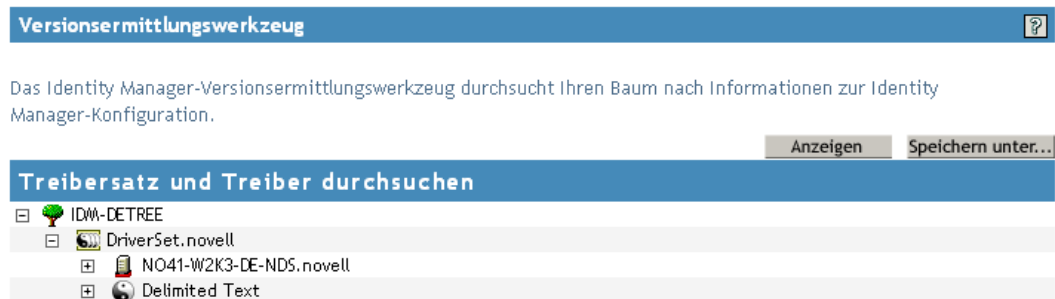 Versionsermittlungswerkzeug
?
Das Identity Manager-Versionsermittlungswerkzeug durchsucht Ihren Baum nach Informationen zur Identity
Manager-Konfiguration.
Anzeigen Speichern unter...
Treibersatz und Treiber durchsuchen
IDM-DETREE
DriverSet.novell
NO41-W2K3-DE-NDS.novell
Delimited Text